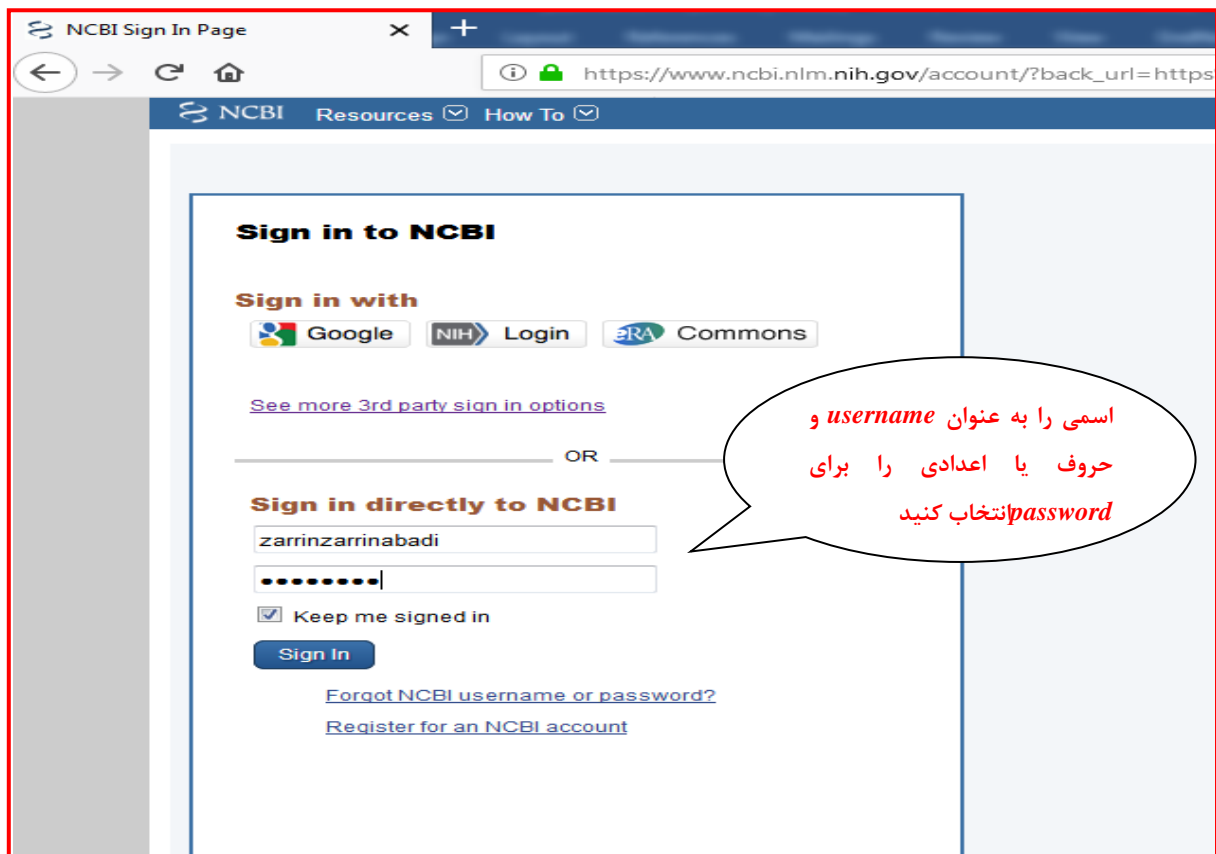 NCBI Sign In Page
https://www.ncbi.nlm.nih.gov/account/?back_url=https
NCBI Resources How To
Sign in to NCBI
Sign in with
Google NIH Login eRA Commons
See more 3rd party sign in options
OR
Sign in directly to NCBI
zarrinzarrinabadi
Keep me signed in
Sign In
Forgot NCBI username or password?
Register for an NCBI account
اسمی را به عنوان username و
حروف یا اعدادی را برای
password انتخاب کنید